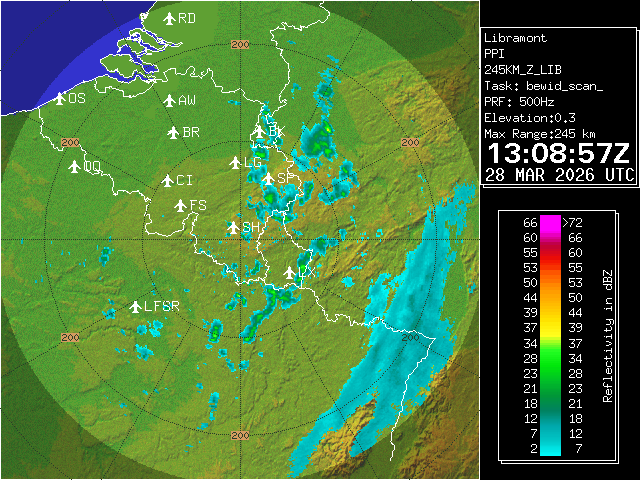 Libramont
PPI
245KM_Z_LIB
Task: bewid_scan_
PRF: 500Hz
Elevation:0.3
Max Range:245 km
13:08:57Z
28 MAR 2026 UTC
RD
200
OS
AW
BR
BK
200
200
QQ
LG
CI
SP
FS
SH
LX
LFSR
200
200
200
66 >72
60 66
55 60
53 55
50 53
44 50
39 44
37 39
34 37
28 34
23 28
21 23
18 21
12 18
7 12
2 7
Reflectivity in dBZ